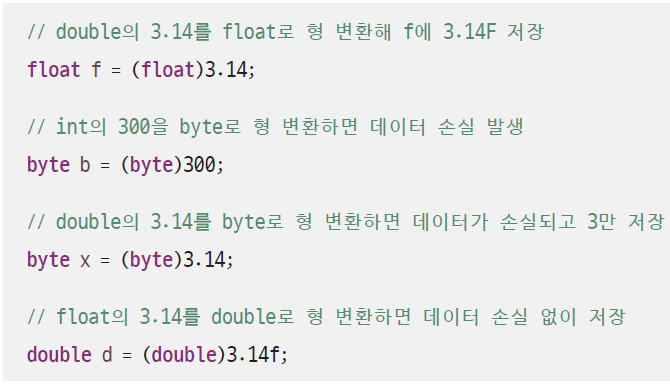 // double의 3.14를 float로 형 변환해 f에 3.14F 저장
float f = (float)3.14;
// int의 300을 byte로 형 변환하면 데이터 손실 발생
byte b = (byte)300;
// double의 3.14를 byte로 형 변환하면 데이터가 손실되고 3만 저장
byte x = (byte)3.14;
// float의 3.14를 double로 형 변환하면 데이터 손실 없이 저장
double d = (double)3.14f;